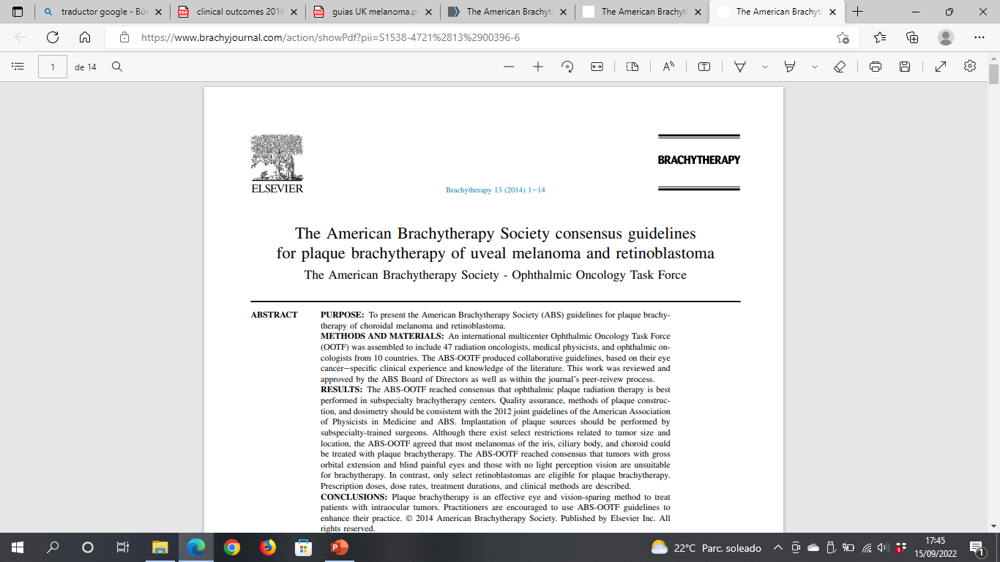 traductor google - Bús
clinical outcomes 2016
guias UK melanoma.p
The American Brachyt
The American Brachyt
The American Brachyt
https://www.brachyjournal.com/action/showPdf?pii=S1538-4721%2813%2900396-6
1 de 14
ELSEVIER
BRACHYTHERAPY
Brachytherapy 13 (2014) 1–14
The American Brachytherapy Society consensus guidelines
for plaque brachytherapy of uveal melanoma and retinoblastoma
The American Brachytherapy Society - Ophthalmic Oncology Task Force
ABSTRACT PURPOSE: To present the American Brachytherapy Society (ABS) guidelines for plaque brachy-
therapy of choroidal melanoma and retinoblastoma.
METHODS AND MATERIALS: An international multicenter Ophthalmic Oncology Task Force
(OOTF) was assembled to include 47 radiation oncologists, medical physicists, and ophthalmic on-
cologists from 10 countries. The ABS-OOTF produced collaborative guidelines, based on their eye
cancer–specific clinical experience and knowledge of the literature. This work was reviewed and
approved by the ABS Board of Directors as well as within the journal's peer-reivew process.
RESULTS: The ABS-OOTF reached consensus that ophthalmic plaque radiation therapy is best
performed in subspecialty brachytherapy centers. Quality assurance, methods of plaque construc-
tion, and dosimetry should be consistent with the 2012 joint guidelines of the American Association
of Physicists in Medicine and ABS. Implantation of plaque sources should be performed by
subspecialty-trained surgeons. Although there exist select restrictions related to tumor size and
location, the ABS-OOTF agreed that most melanomas of the iris, ciliary body, and choroid could
be treated with plaque brachytherapy. The ABS-OOTF reached consensus that tumors with gross
orbital extension and blind painful eyes and those with no light perception vision are unsuitable
for brachytherapy. In contrast, only select retinoblastomas are eligible for plaque brachytherapy.
Prescription doses, dose rates, treatment durations, and clinical methods are described.
CONCLUSIONS: Plaque brachytherapy is an effective eye and vision-sparing method to treat
patients with intraocular tumors. Practitioners are encouraged to use ABS-OOTF guidelines to
enhance their practice. © 2014 American Brachytherapy Society. Published by Elsevier Inc. All
rights reserved.
22°C Parc. soleado
17:45
15/09/2022